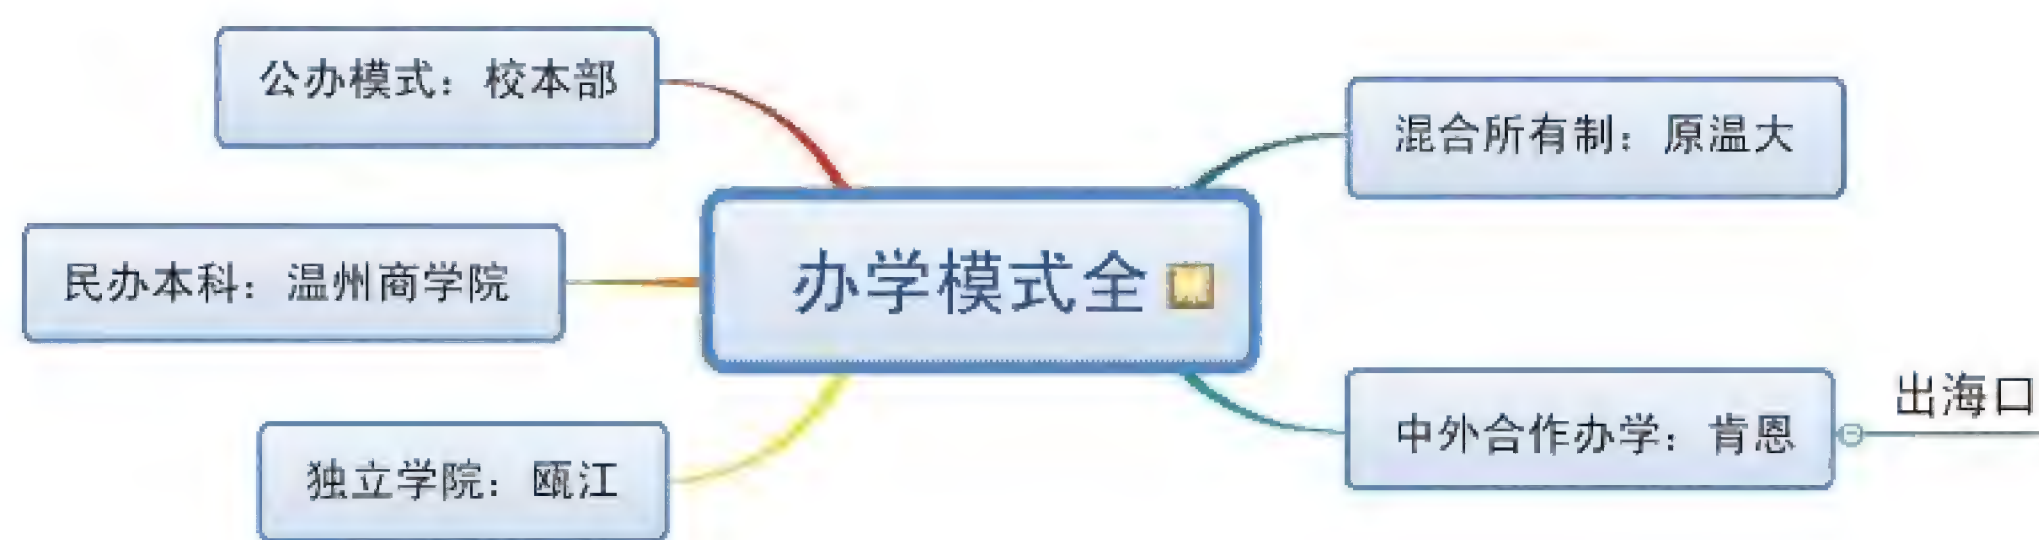 公办模式：校本部
混合所有制：原温大
民办本科：温州商学院
办学模式全
独立学院：瓯江
中外合作办学：肯恩
出海口